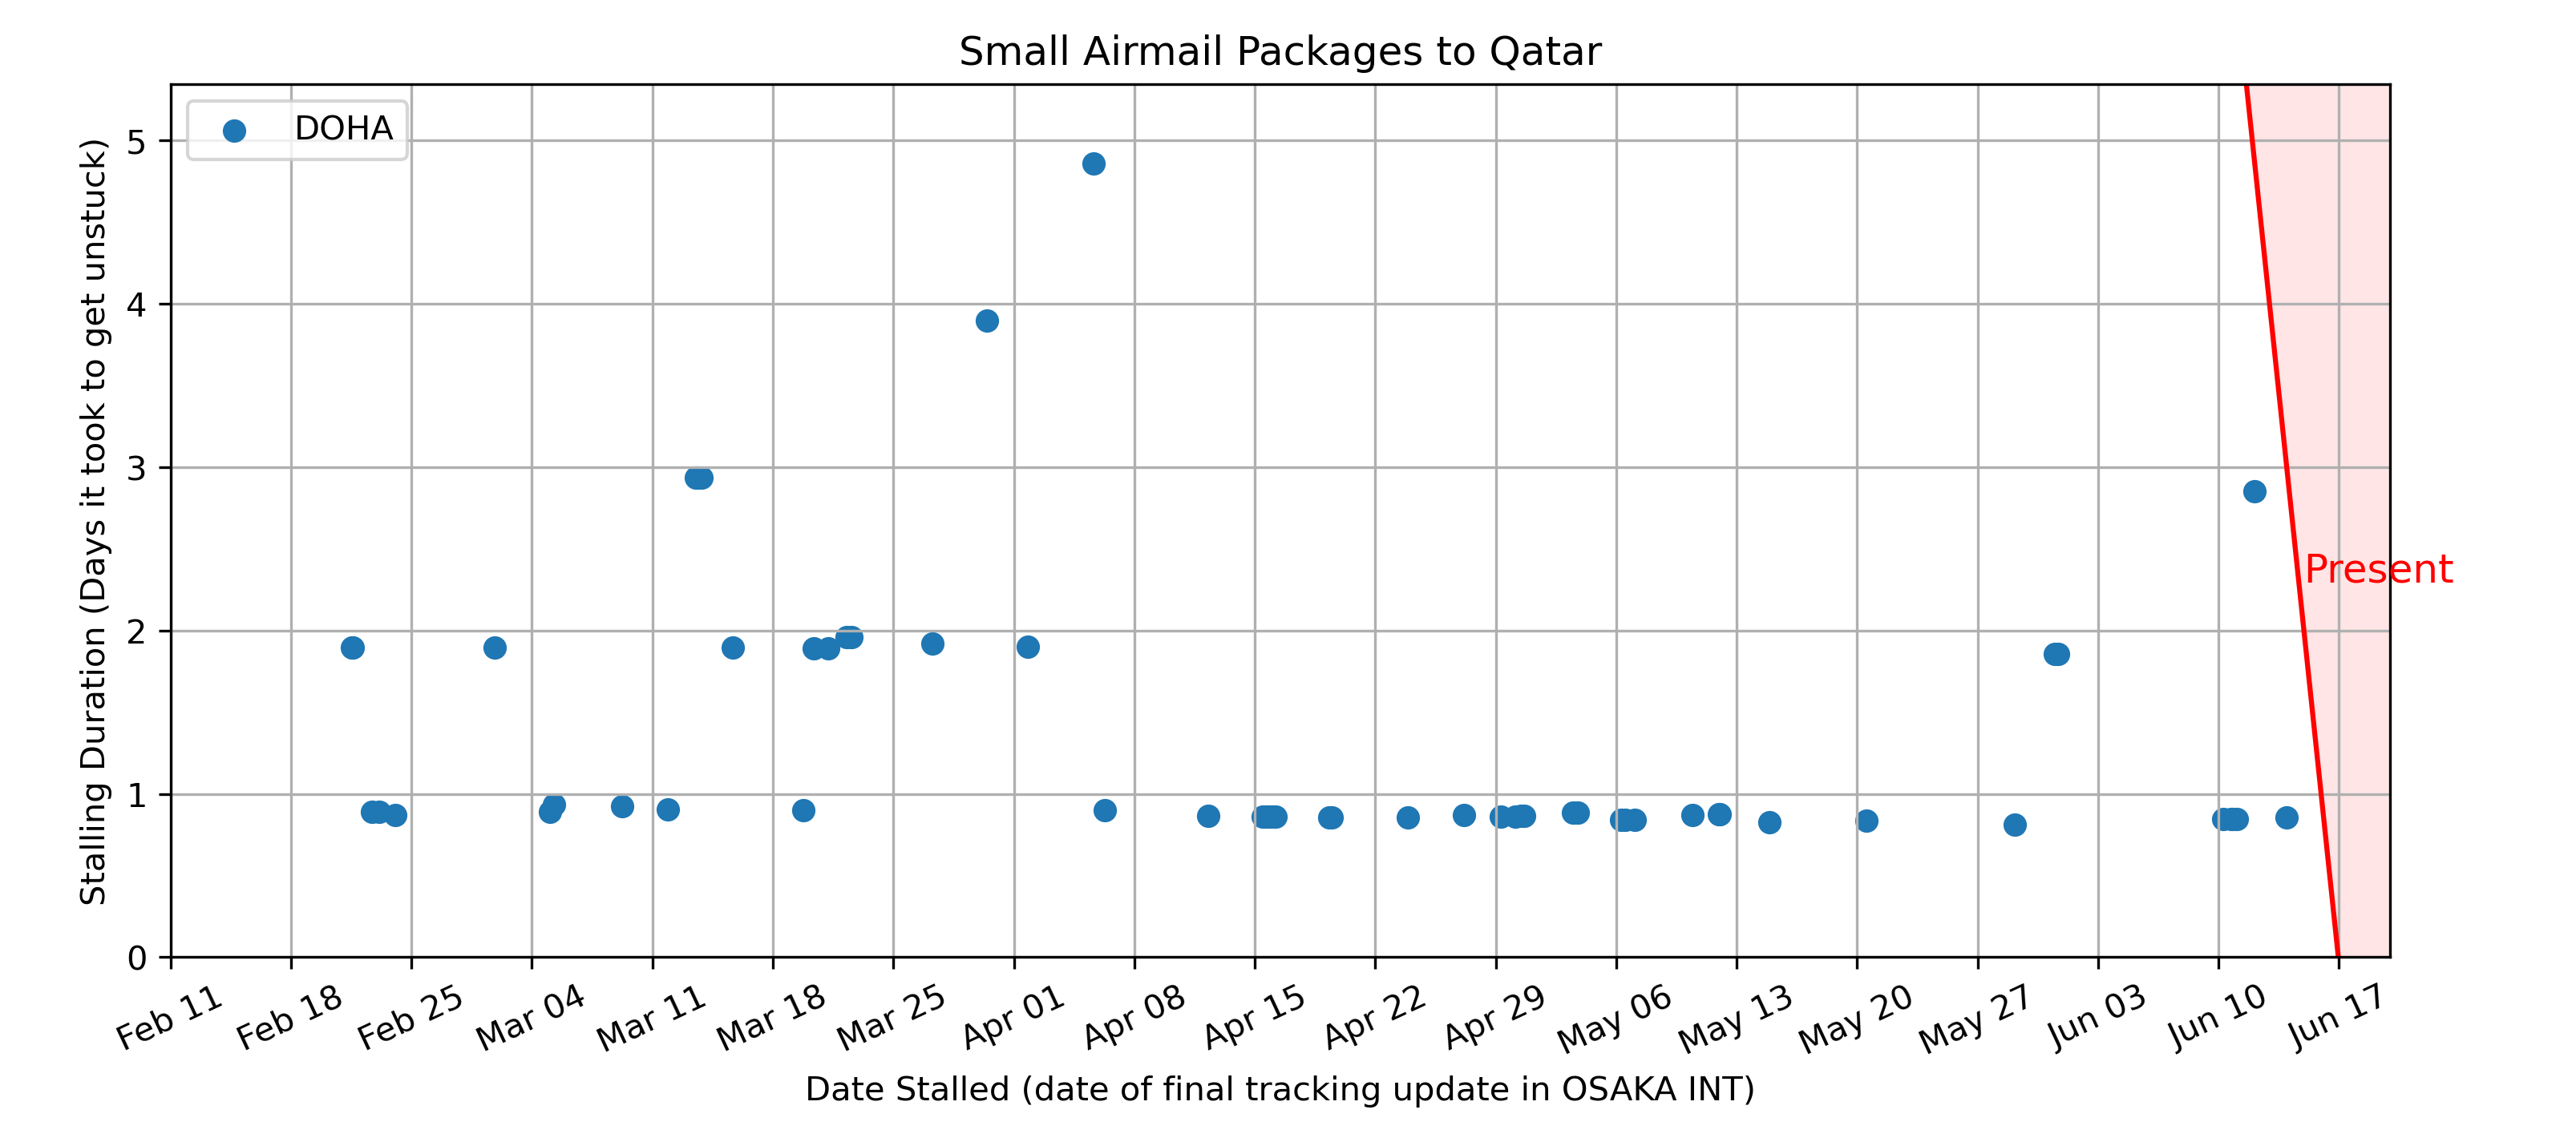 Small Airmail Packages to Qatar
DOHA
Stalling Duration (Days it took to get unstuck)
5
4
3
2
1
0
Present
Feb 11
Feb 18
Feb 25
Mar 04
Mar 11
Mar 18
Mar 25
Apr 01
Apr 08
Apr 15
Apr 22
Apr 29
May 06
May 13
May 20
May 27
Jun 03
Jun 10
Jun 17
Date Stalled (date of final tracking update in OSAKA INT)